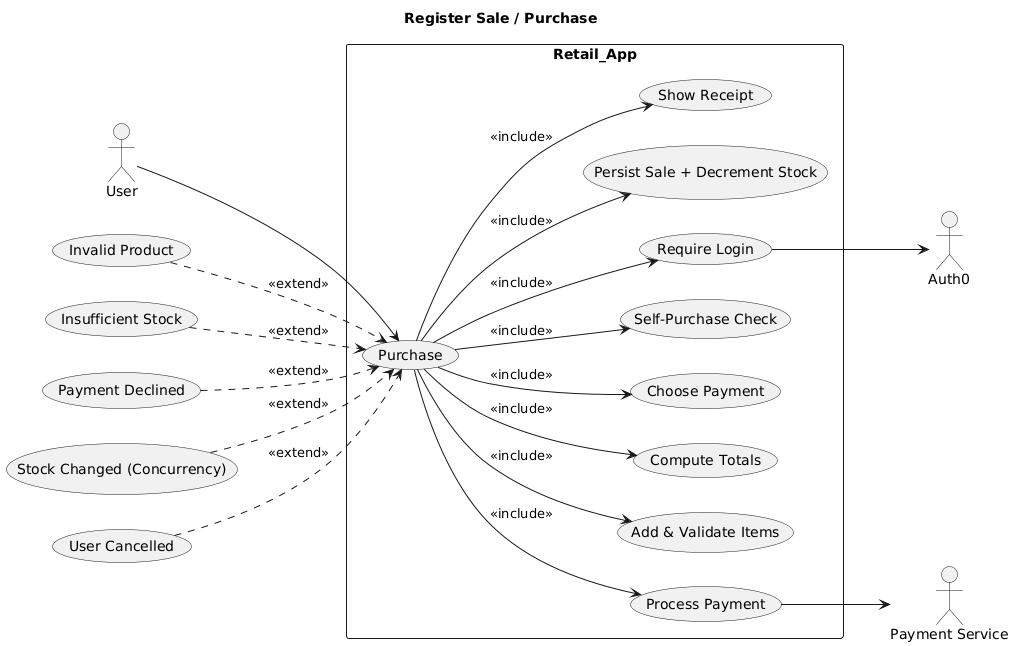 Register Sale / Purchase
Retail_App
Show Receipt
«include»
Persist Sale + Decrement Stock
User
«include»
Invalid Product
Require Login
Auth0
«extend»
«include»
Insufficient Stock
Self-Purchase Check
«extend»
«include»
Purchase
Payment Declined
«extend»
«include»
Choose Payment
«extend»
«include»
Stock Changed (Concurrency)
Compute Totals
«extend»
«include»
User Cancelled
Add & Validate Items
«include»
Process Payment
Payment Service